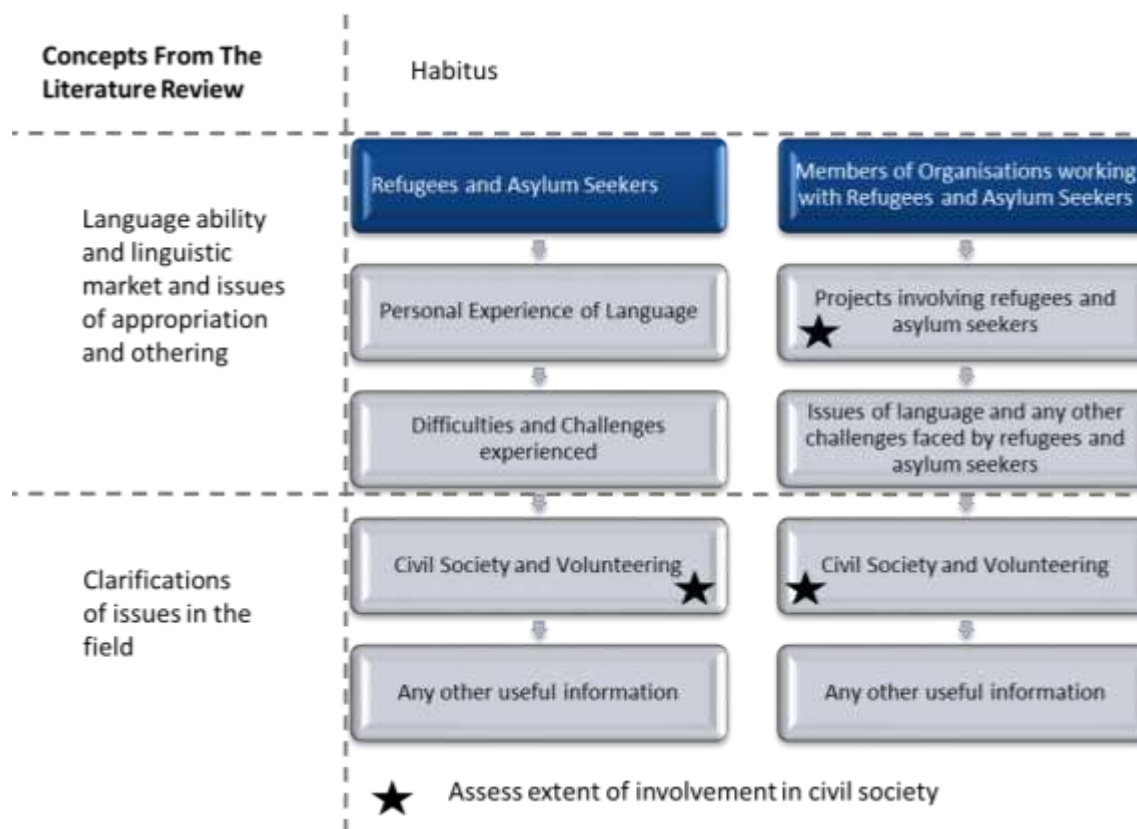 Concepts From The
Literature Review
Habitus
Language ability
and linguistic
market and issues
of appropriation
and othering
Refugees and Asylum Seekers
Personal Experience of Language
Difficulties and Challenges
experienced
Members of Organisations working
with Refugees and Asylum Seekers
Projects involving refugees and
asylum seekers
Issues of language and any other
challenges faced by refugees and
asylum seekers
Clarifications
of issues in the
field
Civil Society and Volunteering
Any other useful information
Civil Society and Volunteering
Any other useful information
Assess extent of involvement in civil society